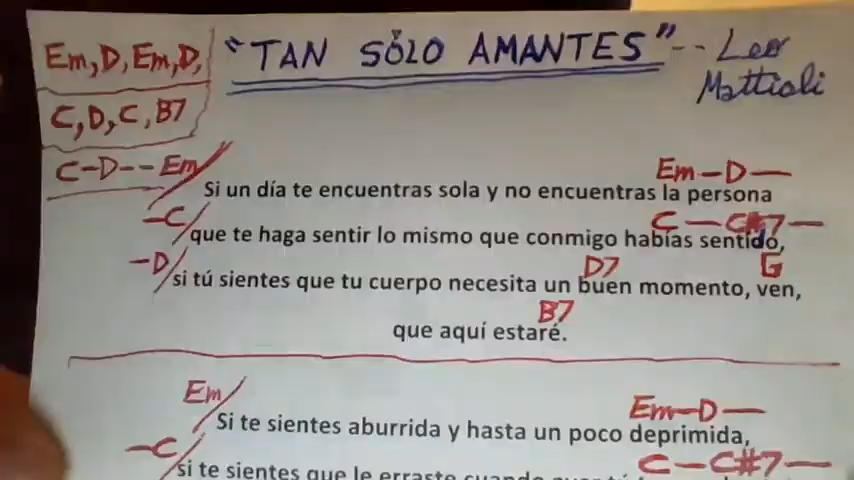 Em, D, Em, D, "TAN SÓLO AMANTES" -- Leo
Mattioli
C, D, C, B7
C-D--- Em/
Em-D—
Si un día te encuentras sola y no encuentras la persona
-C/ C — C#7 —
que te haga sentir lo mismo que conmigo habías sentido,
-D/ D7 G
si tú sientes que tu cuerpo necesita un buen momento, ven,
B7
que aquí estaré.
Em/ Em-D—
Si te sientes aburrida y hasta un poco deprimida,
-C/ C-C#7—
si te sientes que le erraste cuando